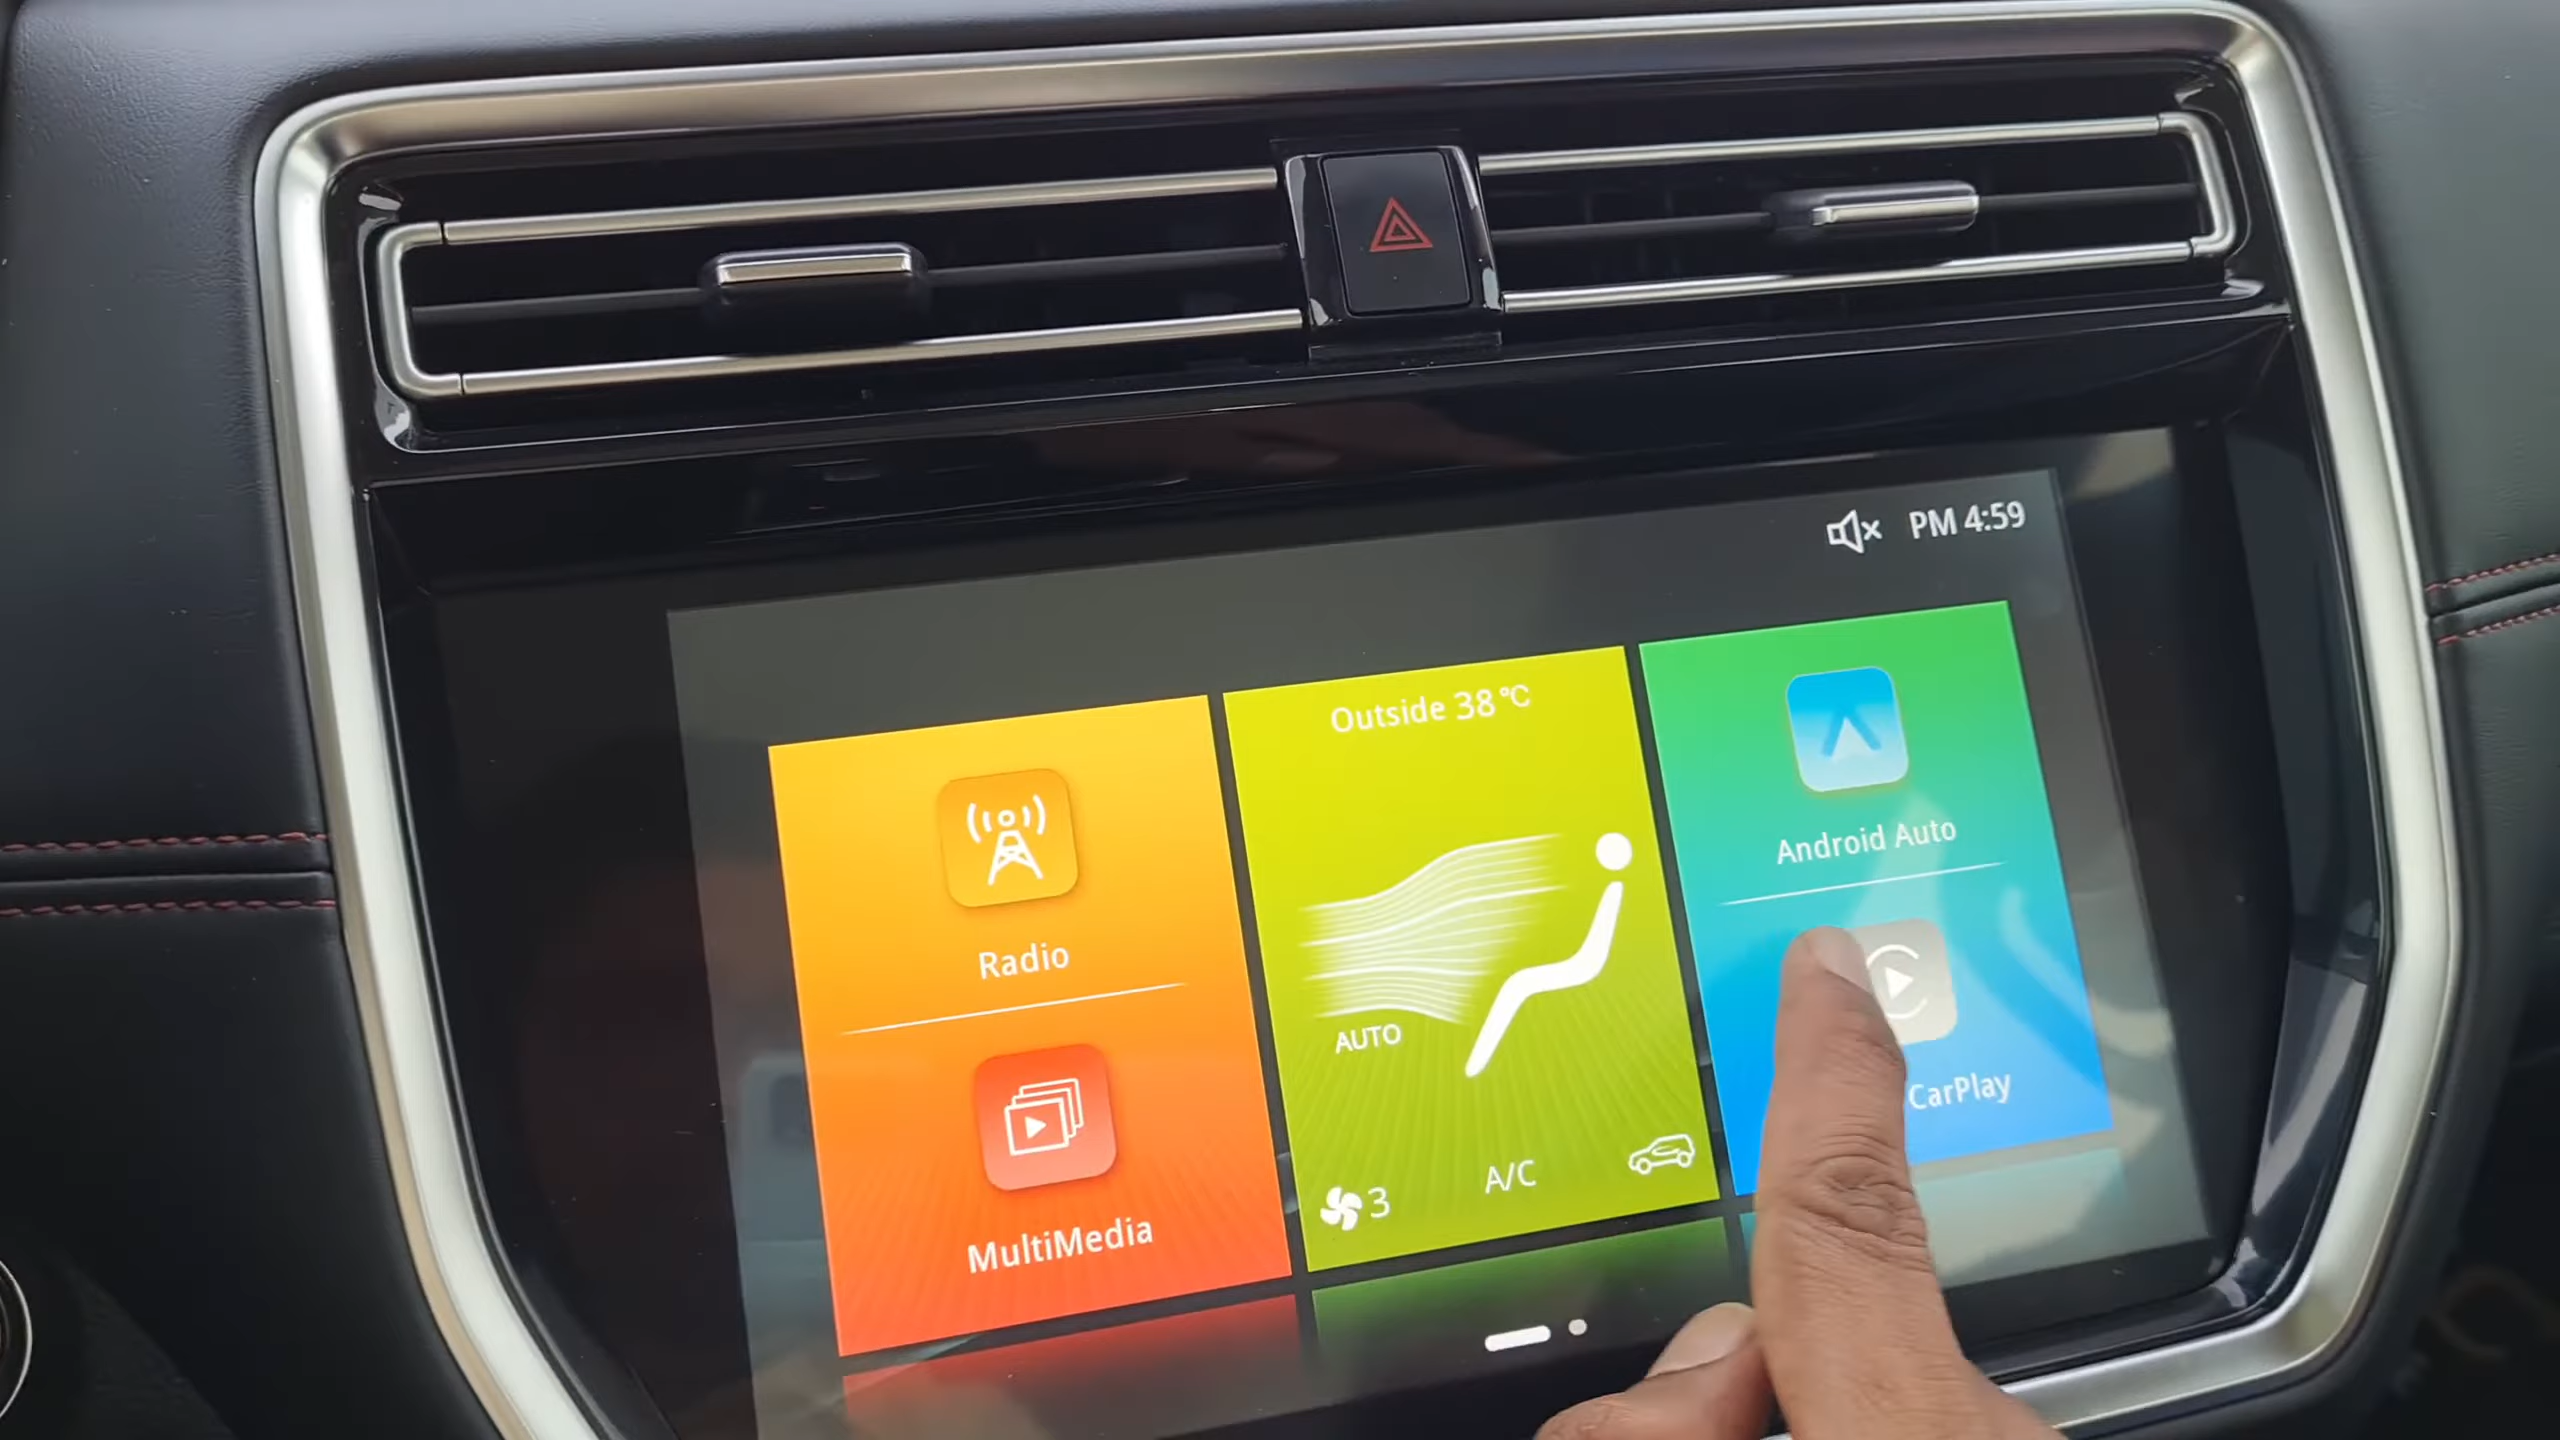 PM 4:59
Radio
MultiMedia
Outside 38°C
AUTO
3
A/C
Android Auto
CarPlay